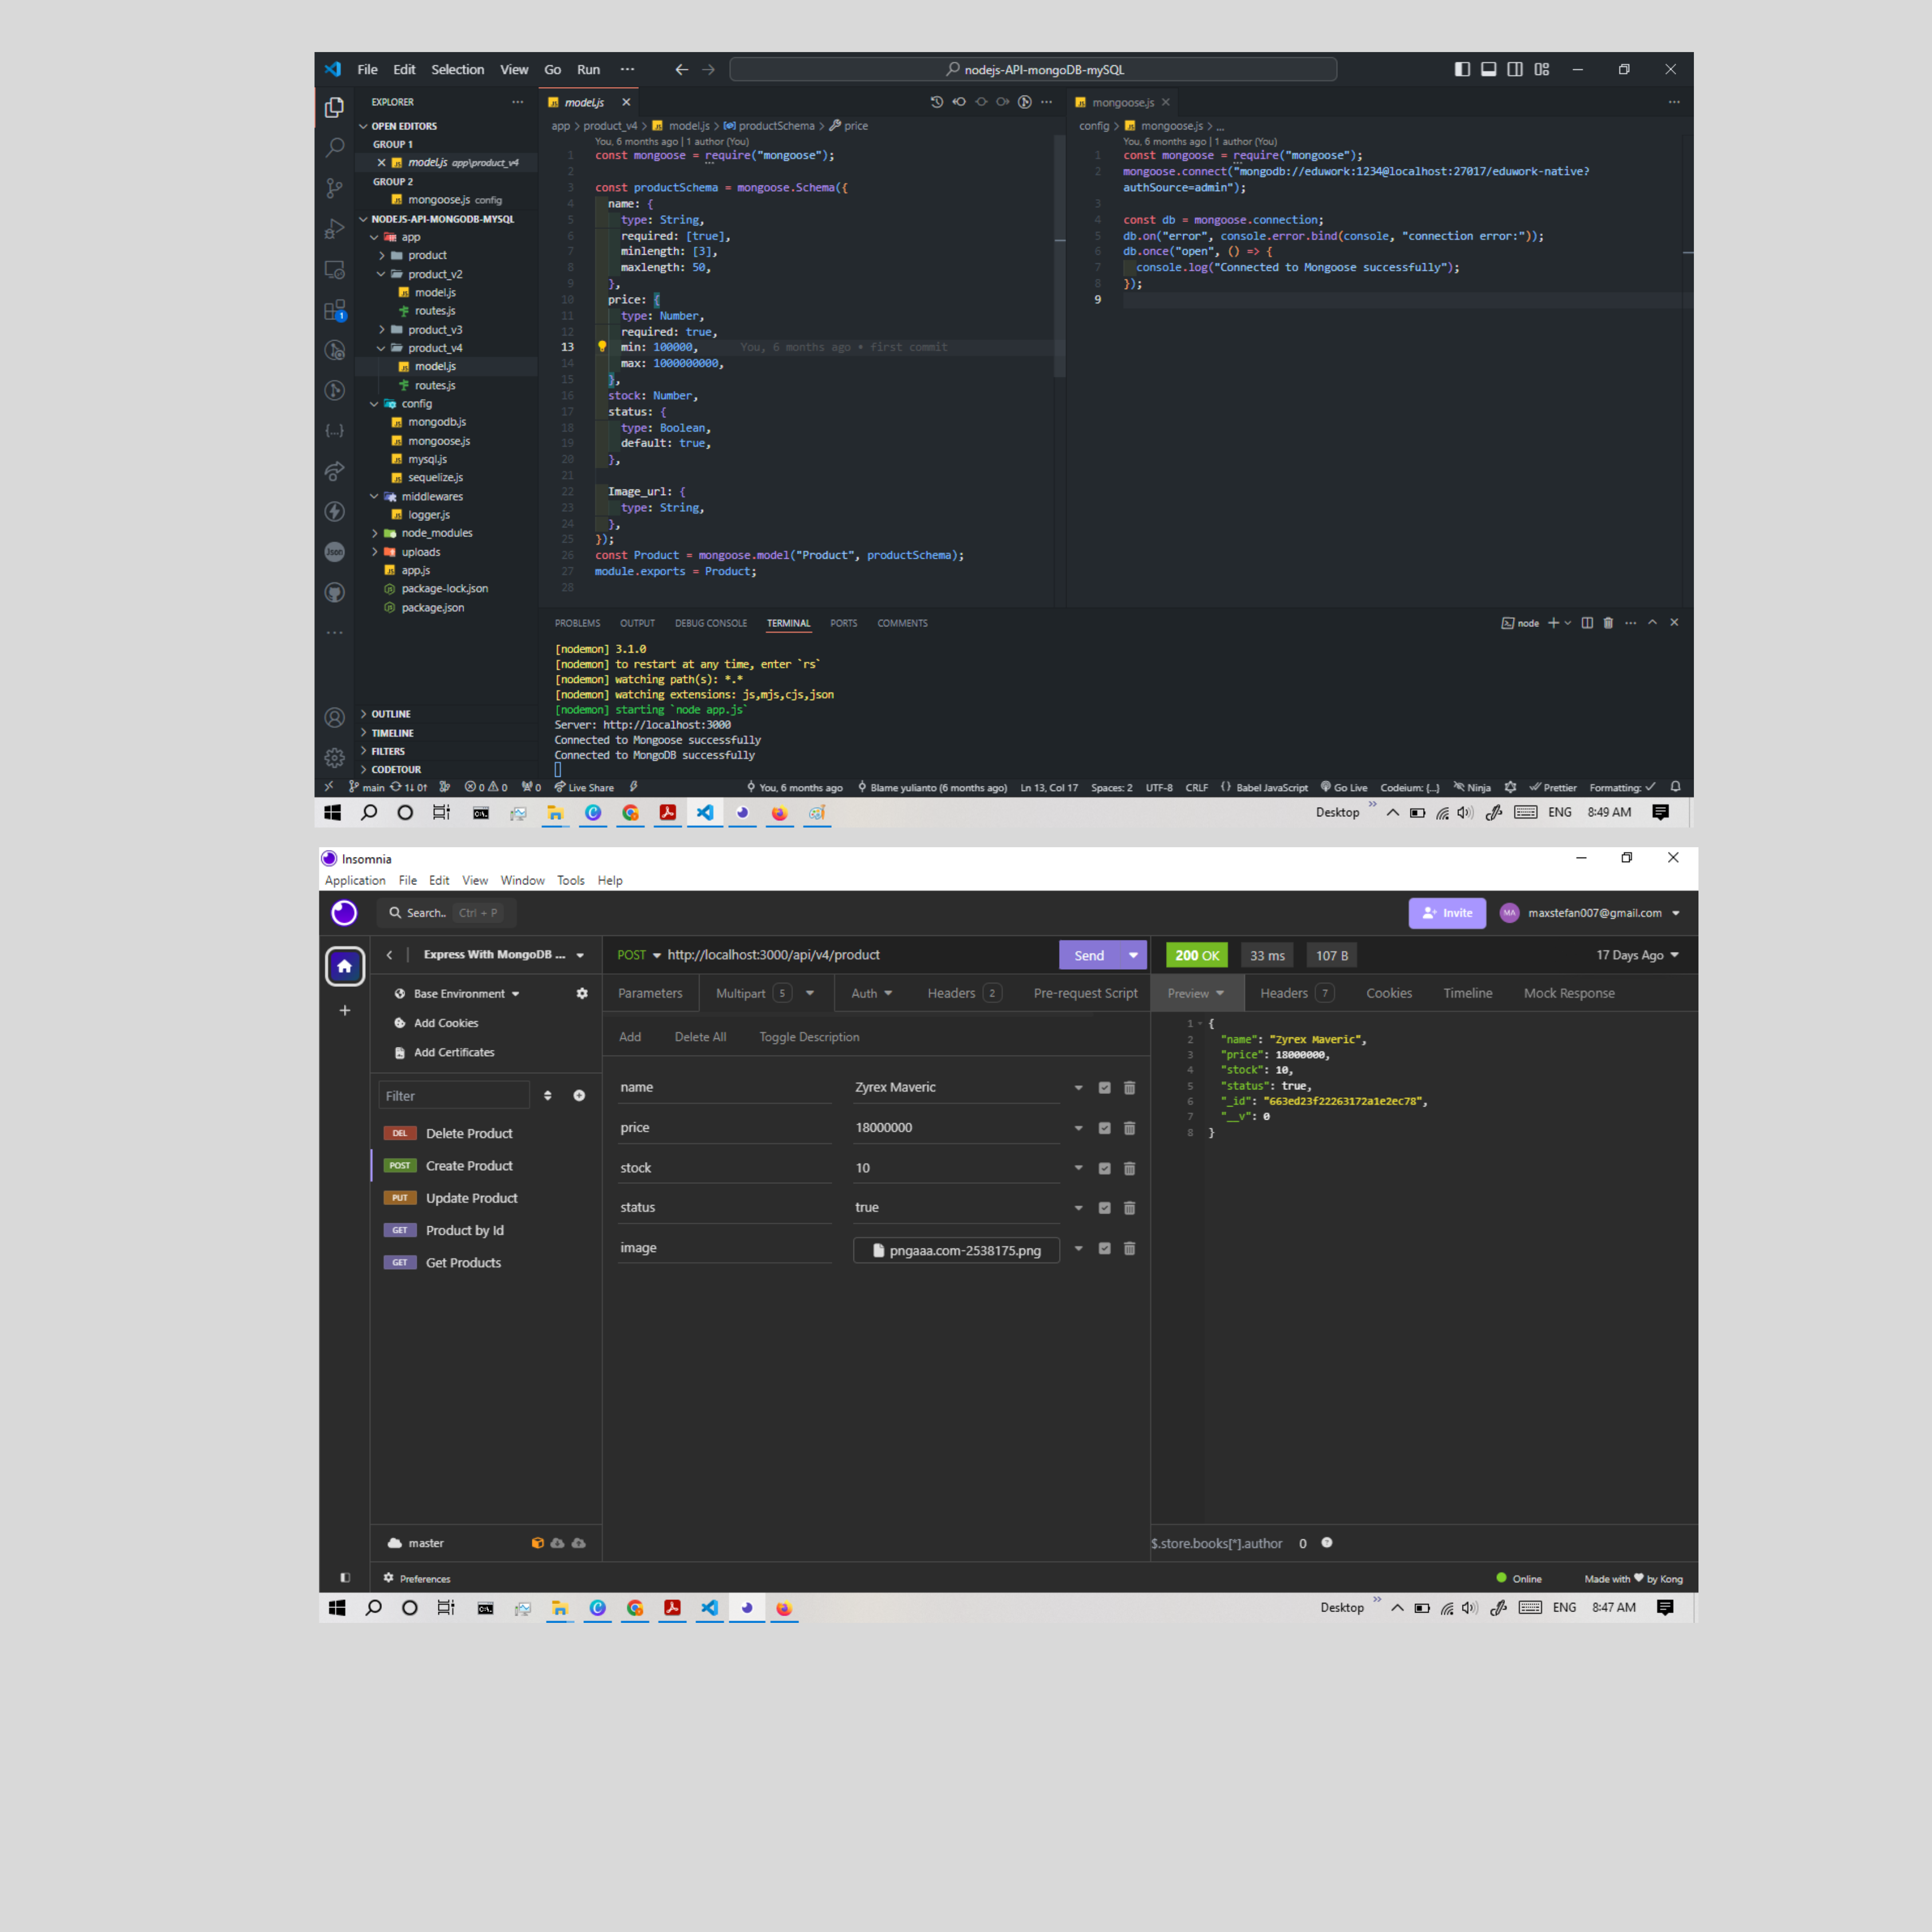 File Edit Selection View Go Run ··· nodejs-API-mongoDB-mySQL
EXPLORER ···
OPEN EDITORS
GROUP 1
model.js app\product_v4
GROUP 2
mongoose.js config
NODEJS-API-MONGODB-MYSQL
app
product
product_v2
model.js
routes.js
product_v3
product_v4
model.js
routes.js
config
mongodb.js
mongoose.js
mysql.js
sequelize.js
middlewares
logger.js
node_modules
uploads
app.js
package-lock.json
package.json
OUTLINE
TIMELINE
FILTERS
CODETOUR
model.js
app > product_v4 > model.js > productSchema > price
You, 6 months ago | 1 author (You)
1 const mongoose = require("mongoose");
2
3 const productSchema = mongoose.Schema({
4 name: {
5 type: String,
6 required: [true],
7 minlength: [3],
8 maxlength: 50,
9 },
10 price: {
11 type: Number,
12 required: true,
13 min: 100000, You, 6 months ago • first commit
14 max: 1000000000,
15 },
16 stock: Number,
17 status: {
18 type: Boolean,
19 default: true,
20 },
21
22 Image_url: {
23 type: String,
24 },
25 });
26 const Product = mongoose.model("Product", productSchema);
27 module.exports = Product;
28
mongoose.js
config > mongoose.js > ...
You, 6 months ago | 1 author (You)
1 const mongoose = require("mongoose");
2 mongoose.connect("mongodb://eduwork:1234@localhost:27017/eduwork-native?
authSource=admin");
3
4 const db = mongoose.connection;
5 db.on("error", console.error.bind(console, "connection error:"));
6 db.once("open", () => {
7 console.log("Connected to Mongoose successfully");
8 });
9
PROBLEMS OUTPUT DEBUG CONSOLE TERMINAL PORTS COMMENTS node
[nodemon] 3.1.0
[nodemon] to restart at any time, enter `rs`
[nodemon] watching path(s): *.*
[nodemon] watching extensions: js,mjs,cjs,json
[nodemon] starting `node app.js`
Server: http://localhost:3000
Connected to Mongoose successfully
Connected to MongoDB successfully
main 1↓ 0↑ 0 0 0 Live Share You, 6 months ago Blame yulianto (6 months ago) Ln 13, Col 17 Spaces: 2 UTF-8 CRLF {} Babel JavaScript Go Live Codeium: {...} Ninja Prettier Formatting: ✓
Desktop ENG 8:49 AM
Insomnia
Application File Edit View Window Tools Help
Search.. Ctrl + P Invite MA maxstefan007@gmail.com
Express With MongoDB ...
Base Environment
Add Cookies
Add Certificates
Filter
DEL Delete Product
POST Create Product
PUT Update Product
GET Product by Id
GET Get Products
master
Preferences
POST http://localhost:3000/api/v4/product Send
Parameters Multipart 5 Auth Headers 2 Pre-request Script
Add Delete All Toggle Description
name Zyrex Maveric
price 18000000
stock 10
status true
image pngaaa.com-2538175.png
200 OK 33 ms 107 B 17 Days Ago
Preview Headers 7 Cookies Timeline Mock Response
1 {
2 "name": "Zyrex Maveric",
3 "price": 18000000,
4 "stock": 10,
5 "status": true,
6 "_id": "663ed23f22263172a1e2ec78",
7 "__v": 0
8 }
$.store.books[*].author 0
Online Made with ♥ by Kong
Desktop ENG 8:47 AM